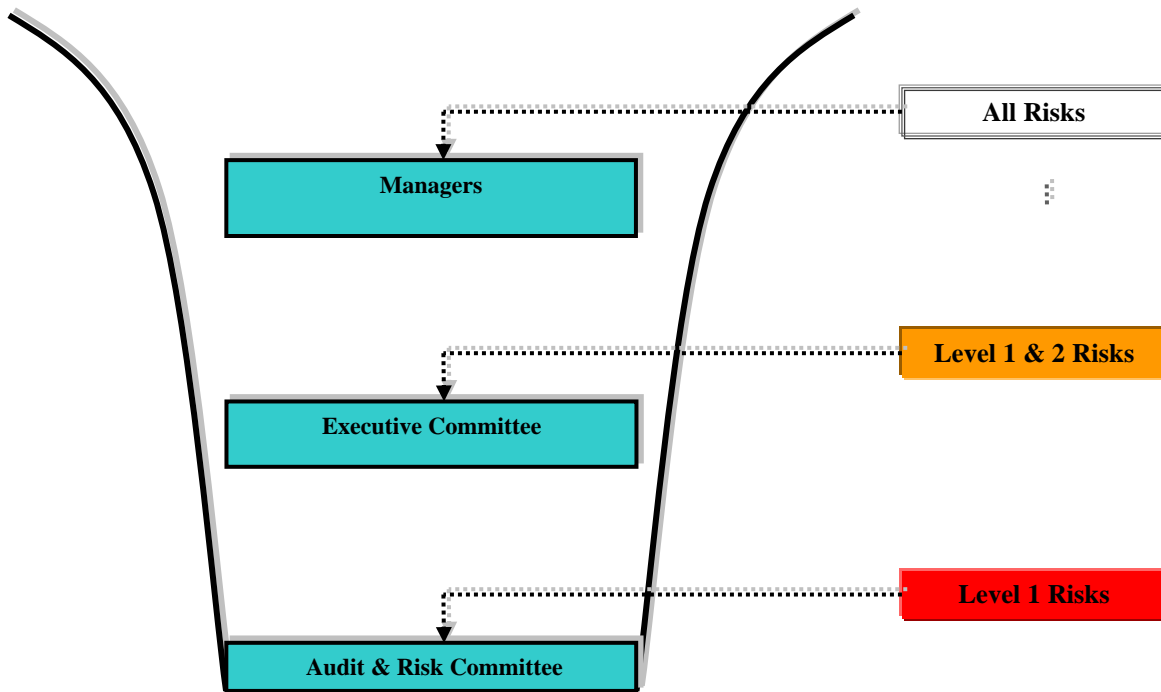 All Risks
Managers
Level 1 & 2 Risks
Executive Committee
Level 1 Risks
Audit & Risk Committee